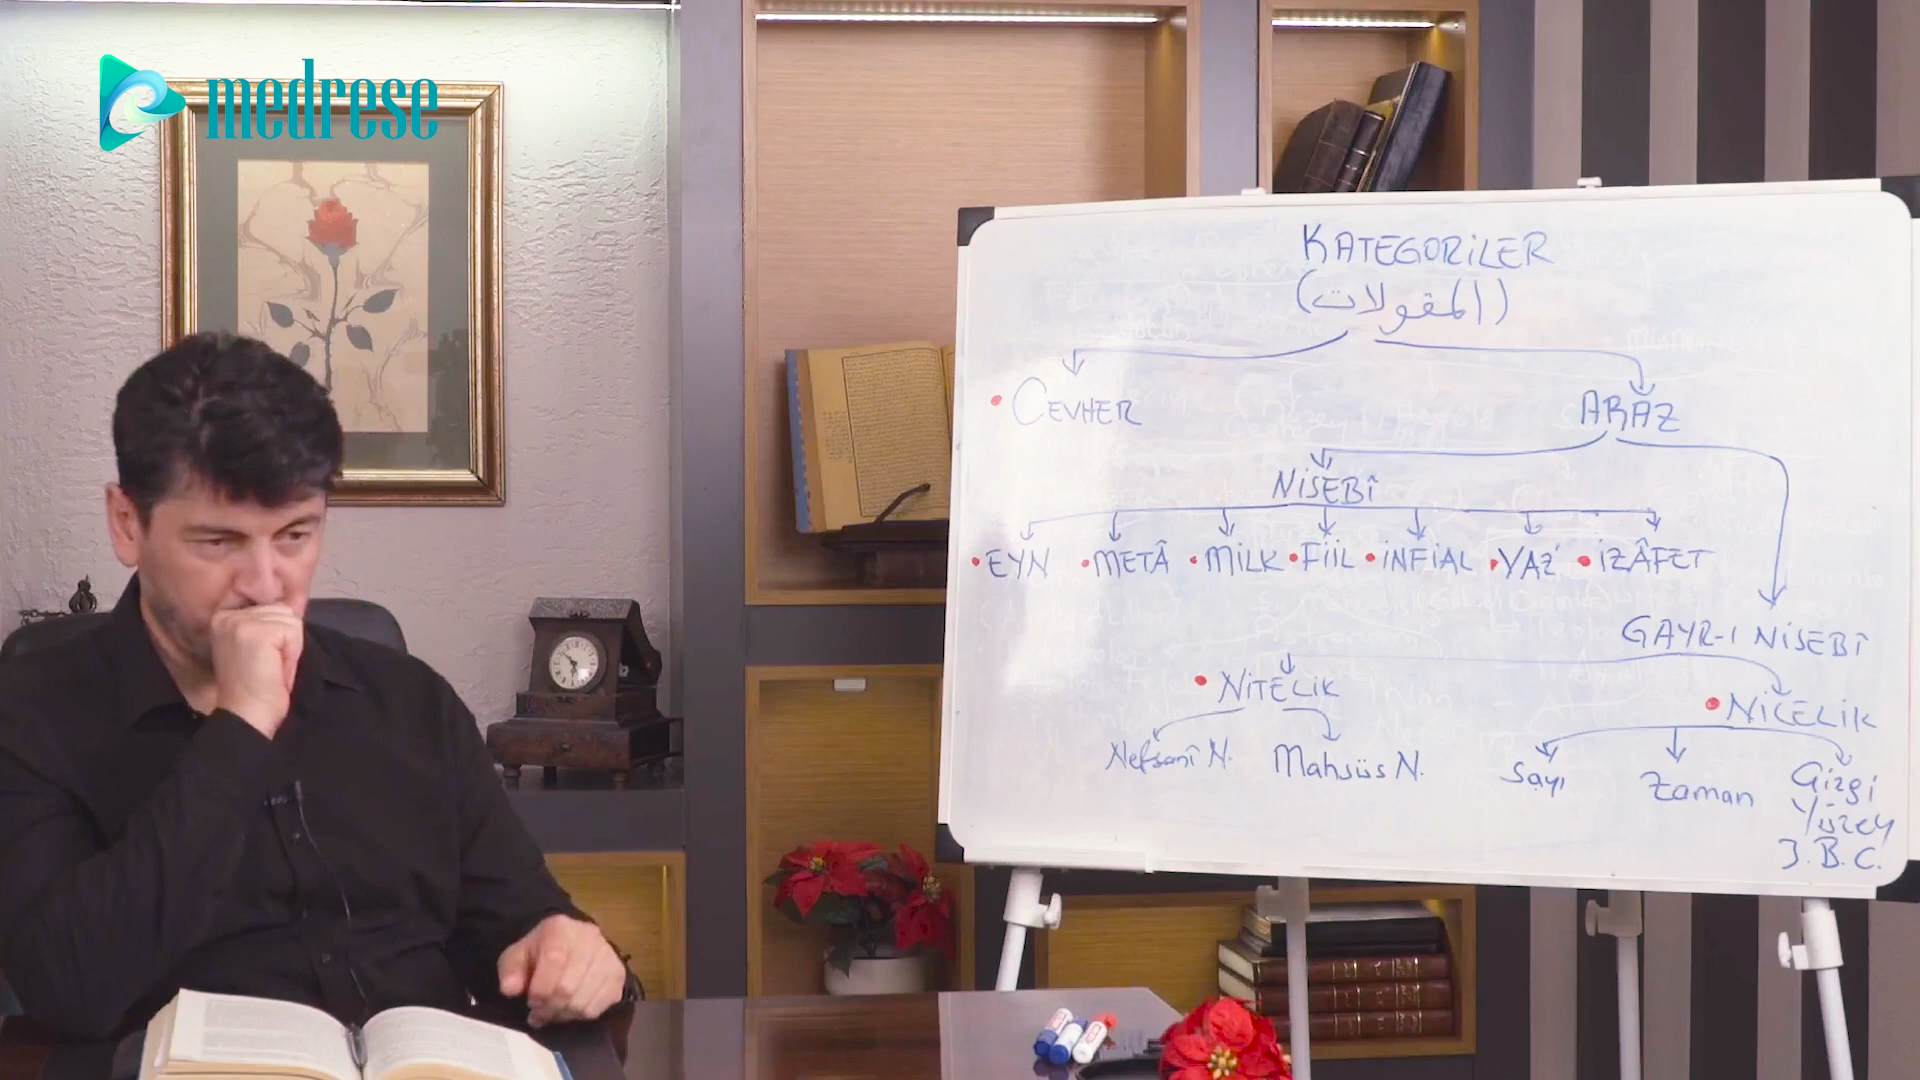 medrese
KATEGORİLER
(المقولات)
CEVHER
ARAZ
NİSEBÎ
EYN METÂ MİLK FİİL İNFİAL VAZ' İZÂFET
GAYR-I NİSEBÎ
NİTELİK
NİCELİK
Nefsanî N. Mahsüs N.
Sayı Zaman Çizgi
Yüzey
3.B.C.